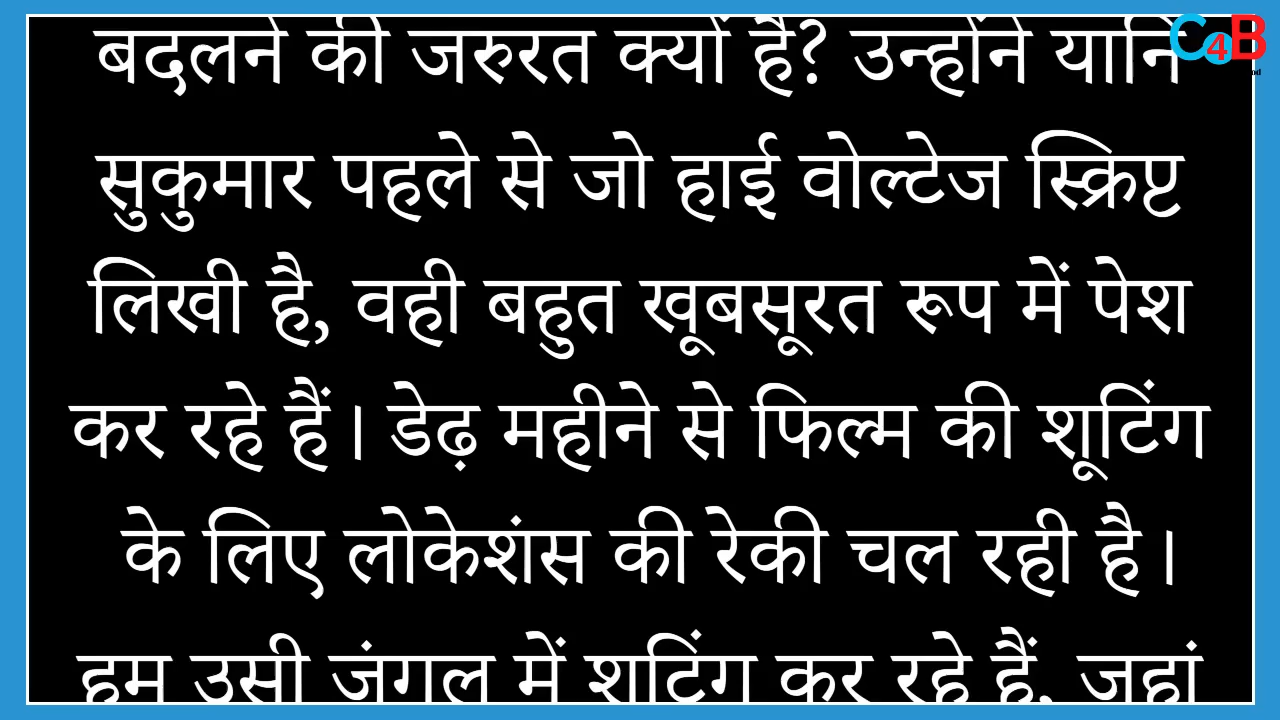 बदलने की जरुरत क्यों है? उन्होंने यानि
C4B
सुकुमार पहले से जो हाई वोल्टेज स्क्रिप्ट
लिखी है, वही बहुत खूबसूरत रूप में पेश
कर रहे हैं। डेढ़ महीने से फिल्म की शूटिंग
के लिए लोकेशंस की रेकी चल रही है।
हम उसी जंगल में शूटिंग कर रहे हैं, जहां